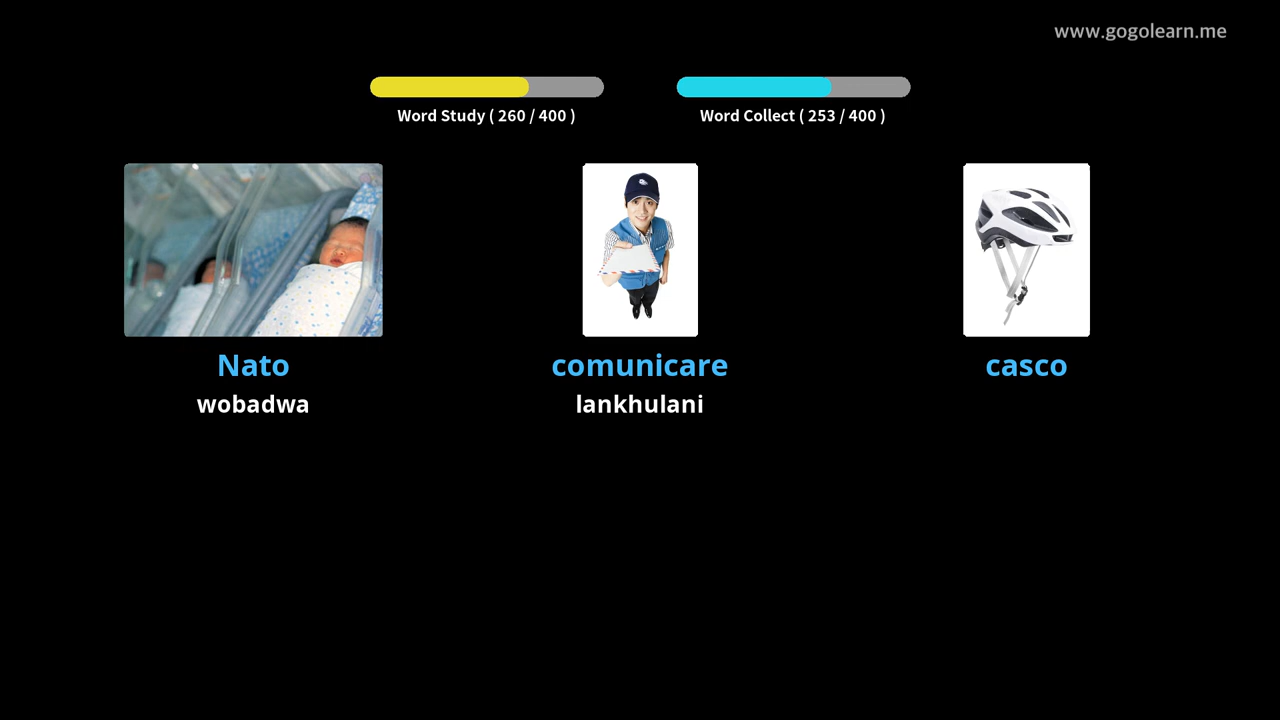 www.gogolearn.me
Word Study ( 260 / 400 )
Word Collect ( 253 / 400 )
Nato
comunicare
casco
wobadwa
lankhulani